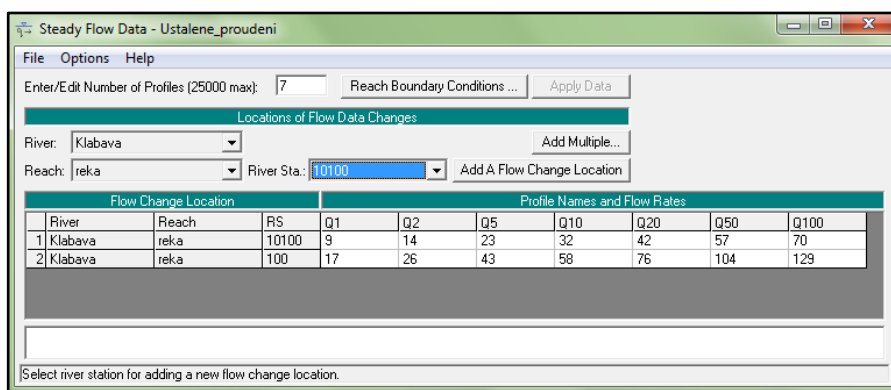 Steady Flow Data - Ustalene_proudeni
File Options Help
Enter/Edit Number of Profiles (25000 max): 7 Reach Boundary Conditions ... Apply Data
Locations of Flow Data Changes
River: Klabava Add Multiple...
Reach: reka River Sta.: 10100 Add A Flow Change Location
Flow Change Location Profile Names and Flow Rates
River Reach RS Q1 Q2 Q5 Q10 Q20 Q50 Q100
1 Klabava reka 10100 9 14 23 32 42 57 70
2 Klabava reka 100 17 26 43 58 76 104 129
Select river station for adding a new flow change location.